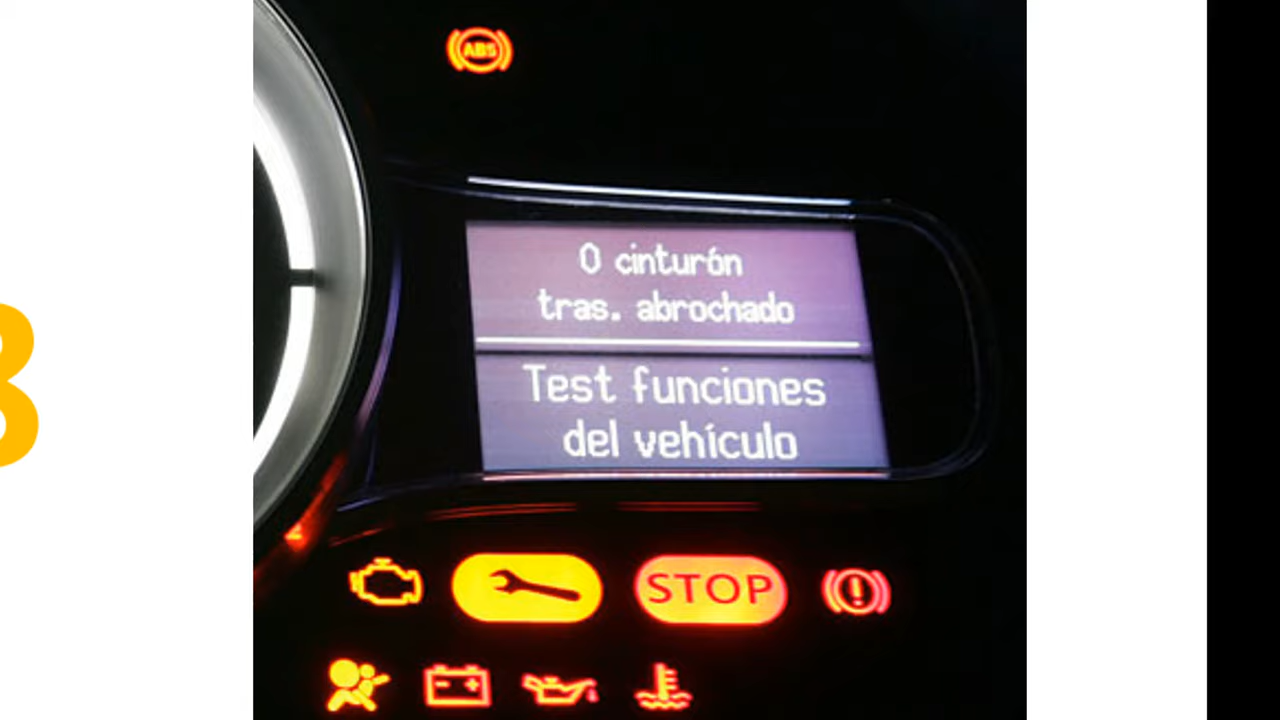 ABS
0 cinturón
tras. abrochado
Test funciones
del vehículo
STOP